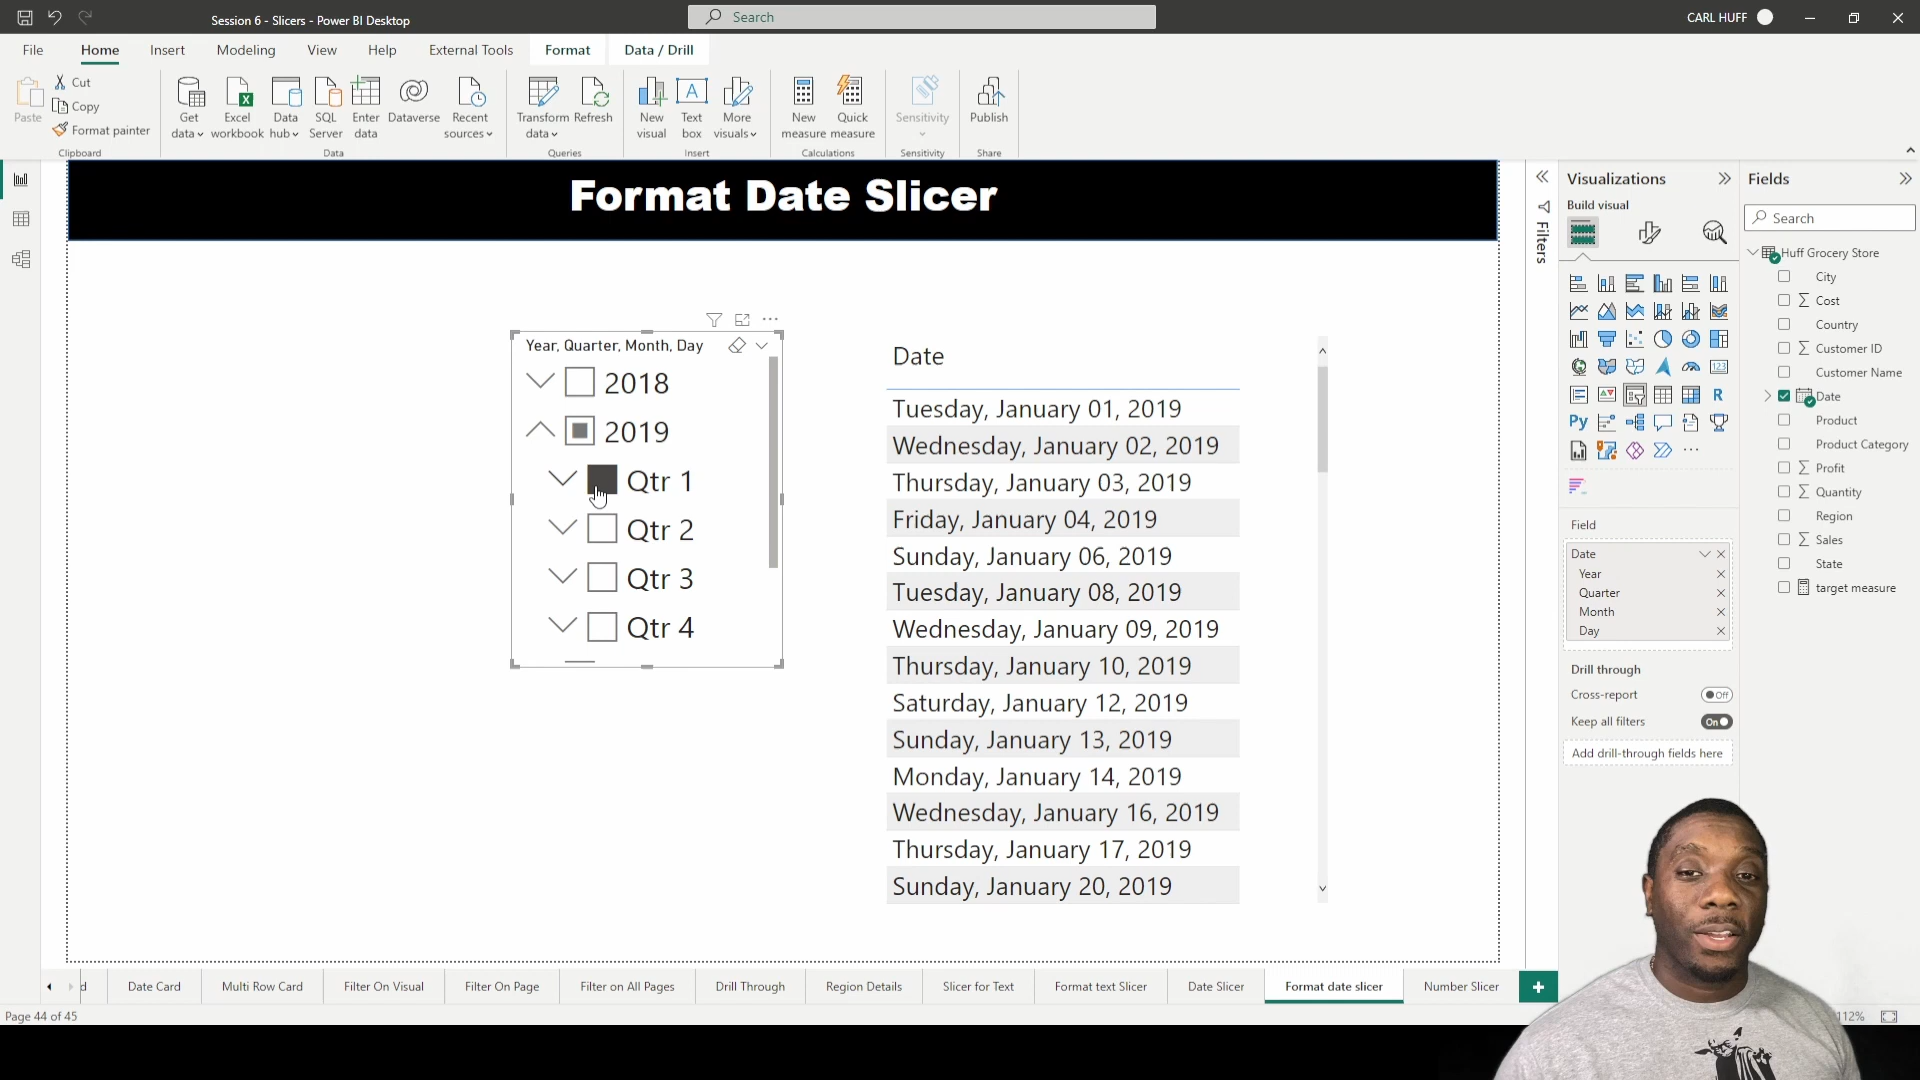 Session 6 - Slicers - Power BI Desktop
Search
CARL HUFF
File
Home
Insert
Modeling
View
Help
External Tools
Format
Data / Drill
Paste
Cut
Copy
Format painter
Clipboard
Get data
Excel workbook
Data hub
SQL Server
Enter data
Dataverse
Recent sources
Data
Transform data
Refresh
Queries
New visual
A
Text box
More visuals
Insert
New measure
Quick measure
Calculations
Sensitivity
Sensitivity
Publish
Share
Format Date Slicer
Year, Quarter, Month, Day
2018
2019
Qtr 1
Qtr 2
Qtr 3
Qtr 4
Date
Tuesday, January 01, 2019
Wednesday, January 02, 2019
Thursday, January 03, 2019
Friday, January 04, 2019
Sunday, January 06, 2019
Tuesday, January 08, 2019
Wednesday, January 09, 2019
Thursday, January 10, 2019
Saturday, January 12, 2019
Sunday, January 13, 2019
Monday, January 14, 2019
Wednesday, January 16, 2019
Thursday, January 17, 2019
Sunday, January 20, 2019
Filters
Visualizations
Build visual
123
R
Py
Field
Date
Year
Quarter
Month
Day
Drill through
Cross-report
Off
Keep all filters
On
Add drill-through fields here
Fields
Search
Huff Grocery Store
City
Cost
Country
Customer ID
Customer Name
Date
Product
Product Category
Profit
Quantity
Region
Sales
State
target measure
d
Date Card
Multi Row Card
Filter On Visual
Filter On Page
Filter on All Pages
Drill Through
Region Details
Slicer for Text
Format text Slicer
Date Slicer
Format date slicer
Number Slicer
Page 44 of 45
112%